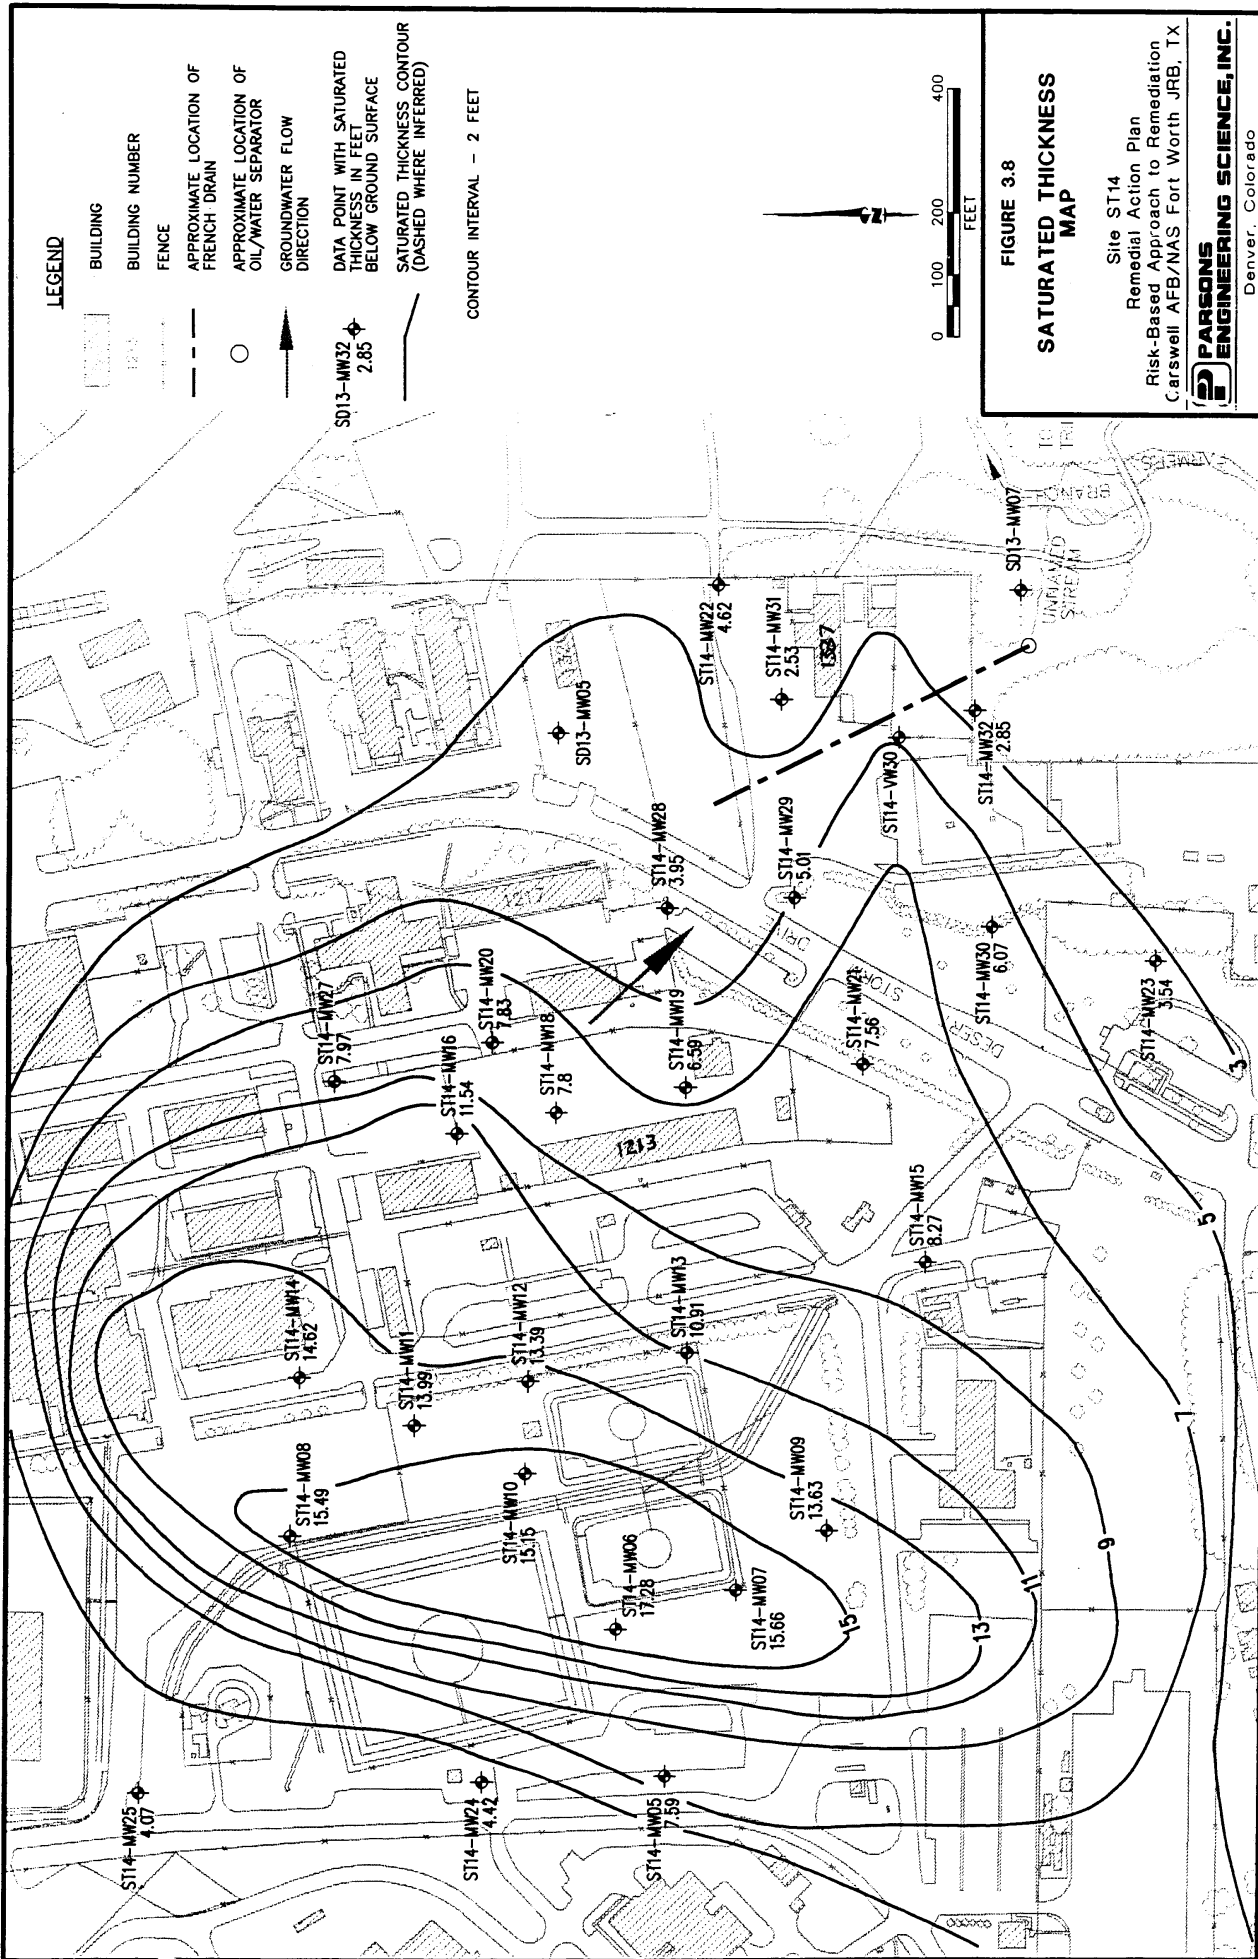 LEGEND
BUILDING
BUILDING NUMBER
FENCE
APPROXIMATE LOCATION OF
FRENCH DRAIN
APPROXIMATE LOCATION OF
OIL/WATER SEPARATOR
GROUNDWATER FLOW
DIRECTION
SD13-MW32
2.85
DATA POINT WITH SATURATED
THICKNESS IN FEET
BELOW GROUND SURFACE
SATURATED THICKNESS CONTOUR
(DASHED WHERE INFERRED)
CONTOUR INTERVAL - 2 FEET
ST14-MW25
4.07
ST14-MW24
4.42
ST14-MW05
7.59
ST14-MW08
15.49
ST14-MW14
14.62
ST14-MW11
13.99
ST14-MW10
15.15
ST14-MW12
13.39
ST14-MW06
17.28
ST14-MW07
15.66
ST14-MW13
10.91
ST14-MW09
13.63
ST14-MW27
7.97
ST14-MW16
11.54
ST14-MW20
7.83
ST14-MW18
7.8
ST14-MW19
6.59
ST14-MW28
3.95
SD13-MW05
ST14-MW22
4.62
ST14-MW31
2.53
ST14-MW29
5.01
ST14-VW30
ST14-MW21
7.56
ST14-MW15
8.27
ST14-MW30
6.07
ST14-MW32
2.85
ST14-MW23
3.54
SD13-MW07
UNNAMED
STREAM
FARMERS
BRANCH
DESERT STORM
1217
15
13
11
9
7
5
3
0 100 200 400
FEET
FIGURE 3.8
SATURATED THICKNESS
MAP
Site ST14
Remedial Action Plan
Risk-Based Approach to Remediation
Carswell AFB/NAS Fort Worth JRB, TX
PARSONS
ENGINEERING SCIENCE, INC.
Denver, Colorado